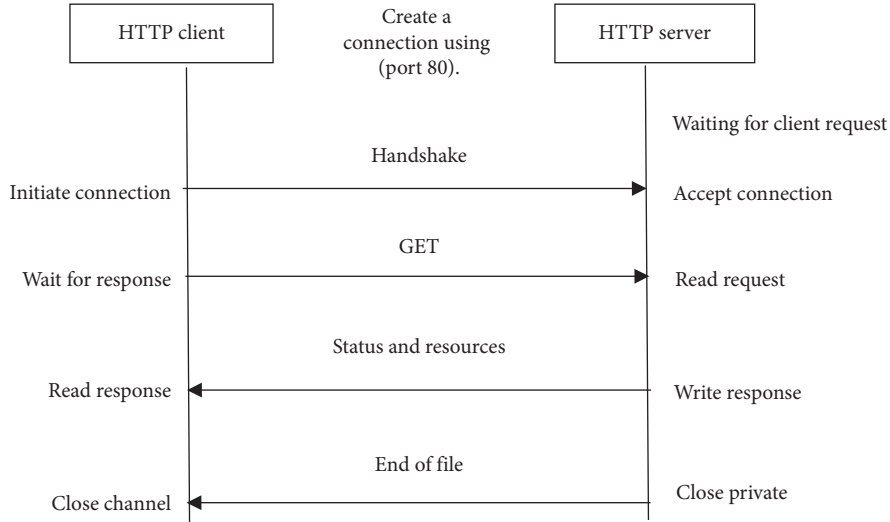 HTTP client
Create a
connection using
(port 80).
HTTP server
Waiting for client request
Handshake
Initiate connection
Accept connection
GET
Wait for response
Read request
Status and resources
Read response
Write response
End of file
Close channel
Close private